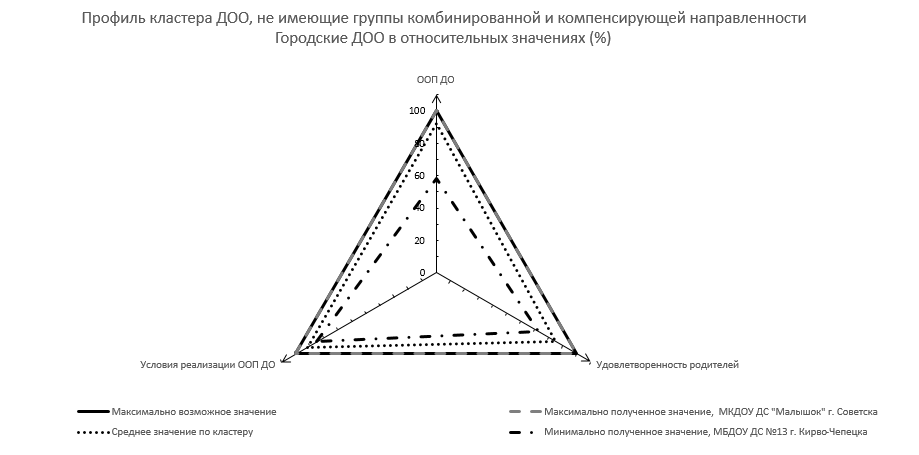 Профиль кластера ДОО, не имеющие группы комбинированной и компенсирующей направленности
Городские ДОО в относительных значениях (%)
ООП ДО
100
80
60
40
20
0
Условия реализации ООП ДО
Удовлетворенность родителей
Максимально возможное значение
Максимально полученное значение, МКДОУ ДС "Малышок" г. Советска
Среднее значение по кластеру
Минимально полученное значение, МБДОУ ДС №13 г. Кирво-Чепецка